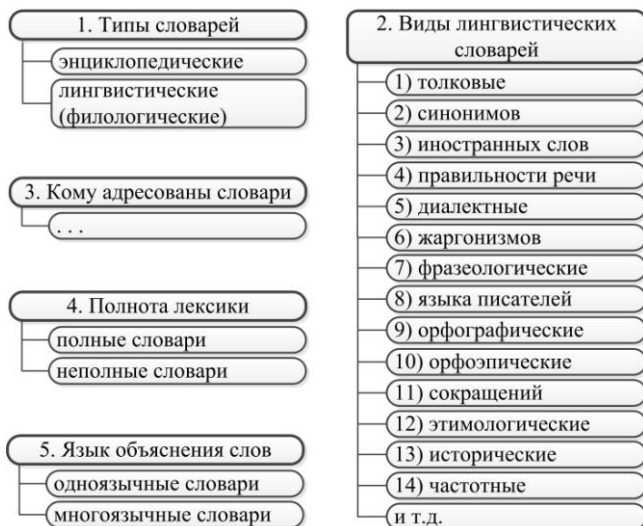 1. Типы словарей
энциклопедические
лингвистические
(филологические)
3. Кому адресованы словари
. . .
4. Полнота лексики
полные словари
неполные словари
5. Язык объяснения слов
одноязычные словари
многоязычные словари
2. Виды лингвистических
словарей
1) толковые
2) синонимов
3) иностранных слов
4) правильности речи
5) диалектные
6) жаргонизмов
7) фразеологические
8) языка писателей
9) орфографические
10) орфоэпические
11) сокращений
12) этимологические
13) исторические
14) частотные
и т.д.